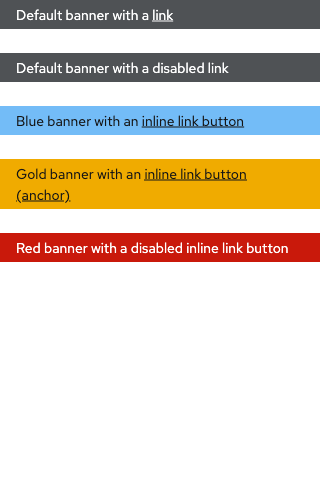 Default banner with a link
Default banner with a disabled link
Blue banner with an inline link button
Gold banner with an inline link button
(anchor)
Red banner with a disabled inline link button